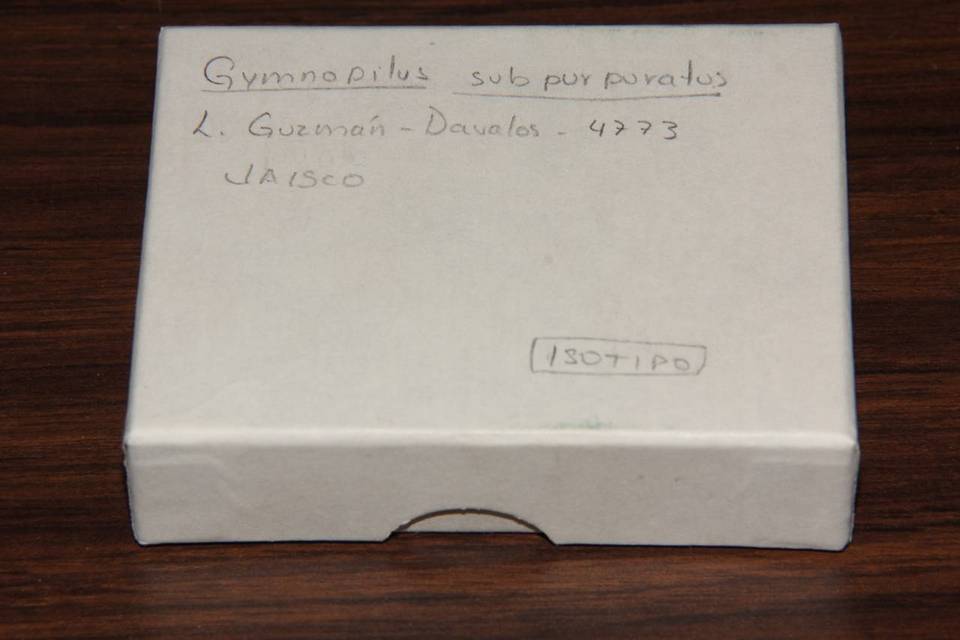 Gymnopilus subpurpuratus
L. Guzmán-Davalos - 4773
JAISCO
ISOTIPO